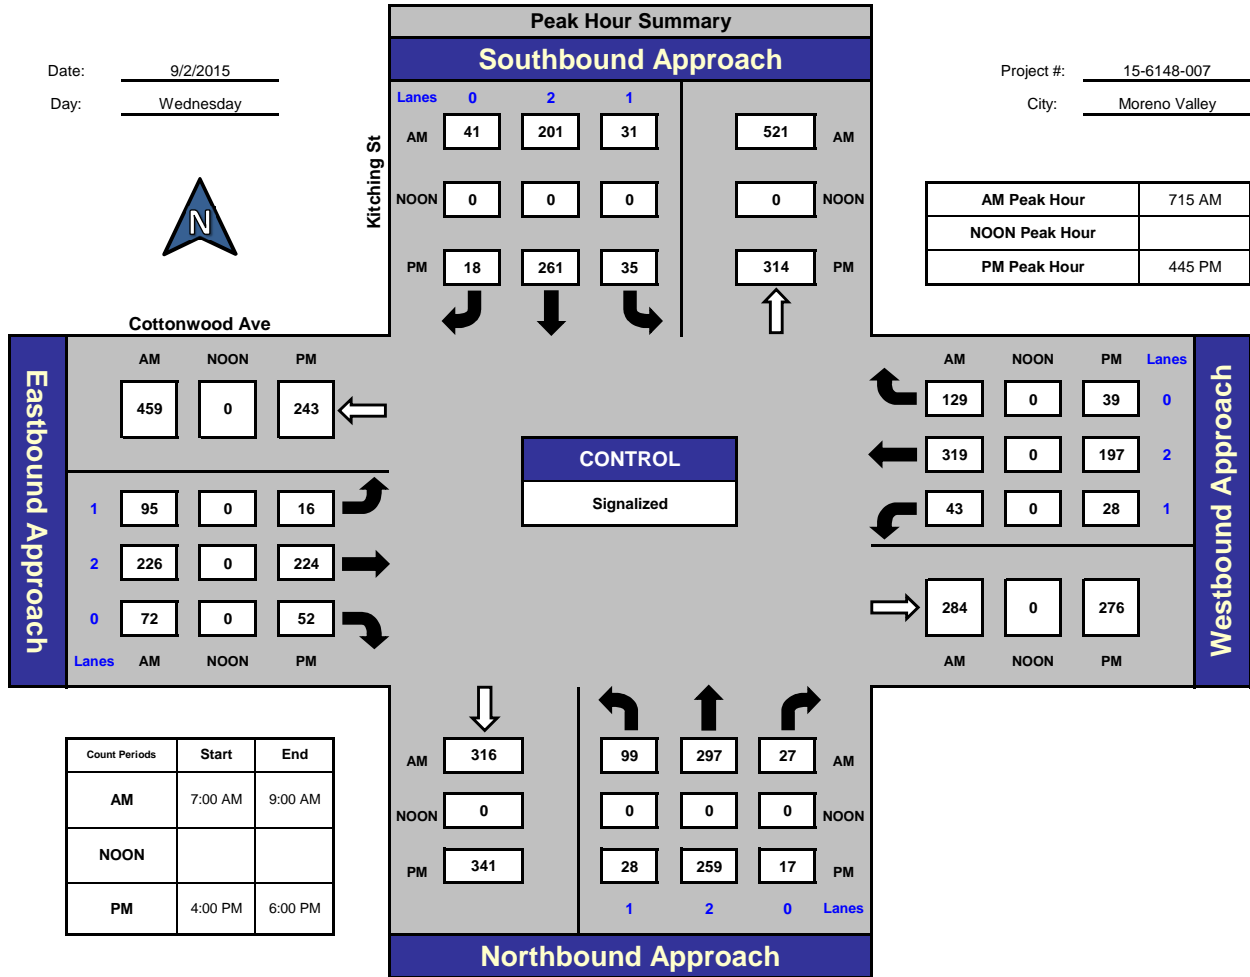 Peak Hour Summary
Southbound Approach
Date: 9/2/2015
Day: Wednesday
Project #: 15-6148-007
City: Moreno Valley
N
Kitching St
Lanes 0 2 1
AM 41 201 31 521 AM
NOON 0 0 0 0 NOON
PM 18 261 35 314 PM
AM Peak Hour 715 AM
NOON Peak Hour
PM Peak Hour 445 PM
Cottonwood Ave
Eastbound Approach
AM NOON PM
459 0 243
1 95 0 16
2 226 0 224
0 72 52 0
Lanes AM NOON PM
CONTROL
Signalized
AM NOON PM Lanes
129 0 39 0
319 0 197 2
43 0 28 1
284 0 276
AM NOON PM
Westbound Approach
Count Periods Start End
AM 7:00 AM 9:00 AM
NOON
PM 4:00 PM 6:00 PM
AM 316 99 297 27 AM
NOON 0 0 0 0 NOON
PM 341 28 259 17 PM
1 2 0 Lanes
Northbound Approach